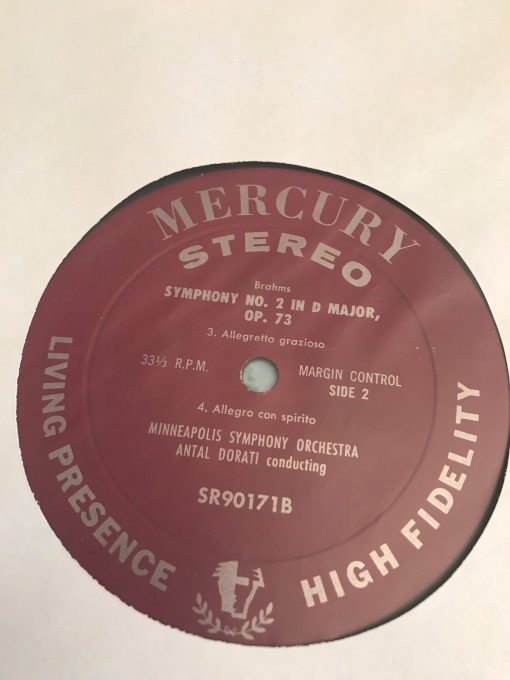 MERCURY
STEREO
Brahms
SYMPHONY NO. 2 IN D MAJOR,
OP. 73
3. Allegretto grazioso
33⅓ R.P.M.
MARGIN CONTROL
SIDE 2
4. Allegro con spirito
MINNEAPOLIS SYMPHONY ORCHESTRA
ANTAL DORATI conducting
SR90171B
LIVING PRESENCE
HIGH FIDELITY